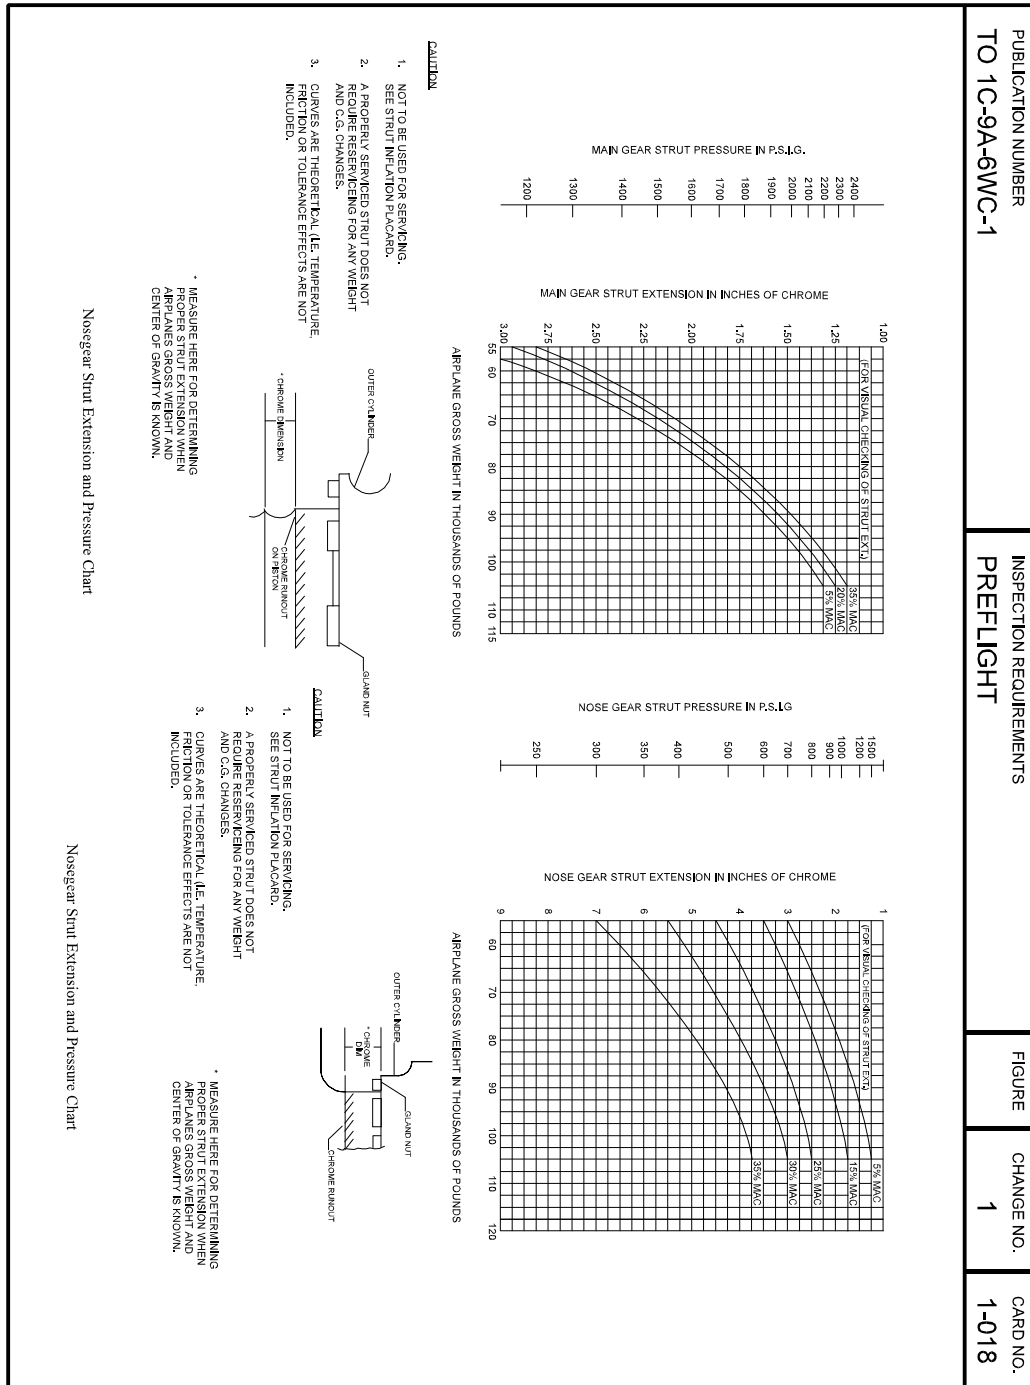 PUBLICATION NUMBER
TO 1C-9A-6WC-1
INSPECTION REQUIREMENTS
PREFLIGHT
FIGURE
CHANGE NO.
1
CARD NO.
1-018
MAIN GEAR STRUT PRESSURE IN P.S.I.G.
2400
2300
2200
2100
2000
1900
1800
1700
1600
1500
1400
1300
1200
MAIN GEAR STRUT EXTENSION IN INCHES OF CHROME
1.00
1.25
1.50
1.75
2.00
2.25
2.50
2.75
3.00
(FOR VISUAL CHECKING OF STRUT EXT.)
35% MAC
20% MAC
5% MAC
55 60 70 80 90 100 110 115
AIRPLANE GROSS WEIGHT IN THOUSANDS OF POUNDS
CAUTION
1. NOT TO BE USED FOR SERVICING.
SEE STRUT INFLATION PLACARD.
2. A PROPERLY SERVICED STRUT DOES NOT
REQUIRE RESERVICEING FOR ANY WEIGHT
AND C.G. CHANGES.
3. CURVES ARE THEORETICAL (I.E. TEMPERATURE,
FRICTION OR TOLERANCE EFFECTS ARE NOT
INCLUDED.
OUTER CYLINDER
GLAND NUT
* CHROME DIMENSION
CHROME RUNOUT
ON PISTON
* MEASURE HERE FOR DETERMINING
PROPER STRUT EXTENSION WHEN
AIRPLANES GROSS WEIGHT AND
CENTER OF GRAVITY IS KNOWN.
Nosegear Strut Extension and Pressure Chart
NOSE GEAR STRUT PRESSURE IN P.S.I.G
1500
1200
1000
900
800
700
600
500
400
350
300
250
NOSE GEAR STRUT EXTENSION IN INCHES OF CHROME
1
2
3
4
5
6
7
8
9
(FOR VISUAL CHECKING OF STRUT EXT.)
5% MAC
15% MAC
25% MAC
30% MAC
35% MAC
60 70 80 90 100 110 120
AIRPLANE GROSS WEIGHT IN THOUSANDS OF POUNDS
CAUTION
1. NOT TO BE USED FOR SERVICING.
SEE STRUT INFLATION PLACARD.
2. A PROPERLY SERVICED STRUT DOES NOT
REQUIRE RESERVICEING FOR ANY WEIGHT
AND C.G. CHANGES.
3. CURVES ARE THEORETICAL (I.E. TEMPERATURE,
FRICTION OR TOLERANCE EFFECTS ARE NOT
INCLUDED.
OUTER CYLINDER
* CHROME
DIM
GLAND NUT
CHROME RUNOUT
* MEASURE HERE FOR DETERMINING
PROPER STRUT EXTENSION WHEN
AIRPLANES GROSS WEIGHT AND
CENTER OF GRAVITY IS KNOWN.
Nosegear Strut Extension and Pressure Chart